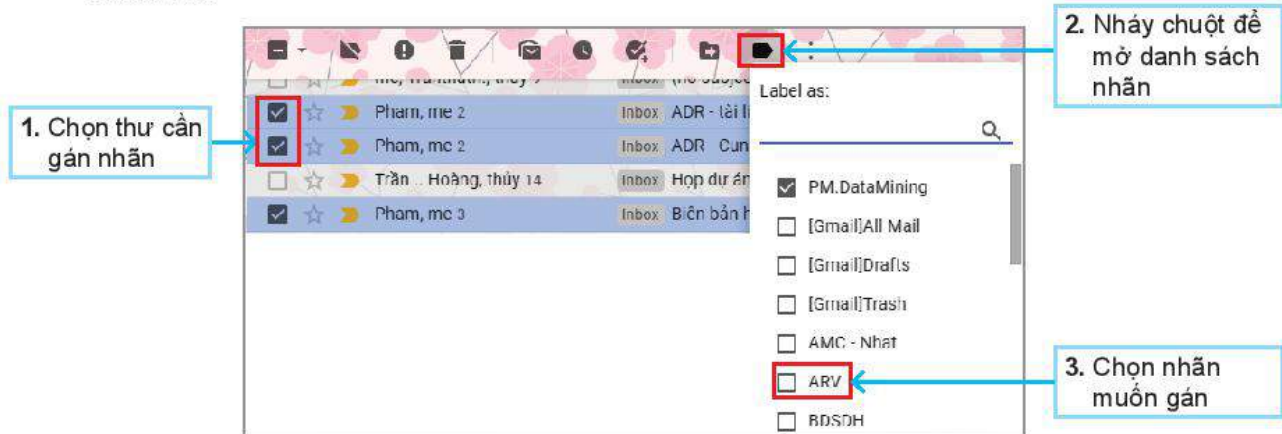 2. Nháy chuột để
mở danh sách
nhãn
1. Chọn thư cần
gán nhãn
Label as:
Pham, me 2
Inbox ADR - tài l
Pham, me 2
Inbox ADR Cun
Trần .. Hoàng, thủy 14
Inbox Họp dự án
Pham, me 3
Inbox Biên bản h
PM.DataMining
[Gmail]All Mail
[Gmail]Drafts
[Gmail]Trash
AMC - Nhat
ARV
BDSDH
3. Chọn nhãn
muốn gán